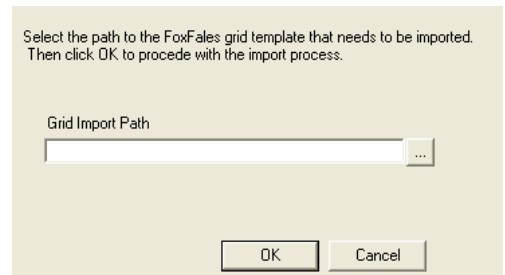 Select the path to the FoxFales grid template that needs to be imported.
Then click OK to procede with the import process.
Grid Import Path
...
OK Cancel